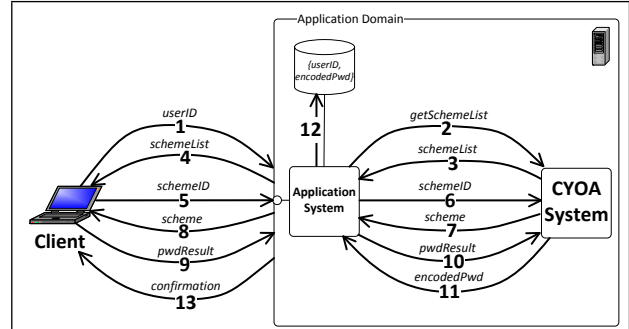 Application Domain
{userID,
encodedPwd}
12
userID
1
schemeList
4
schemeID
5
scheme
8
pwdResult
9
confirmation
13
Client
Application
System
getSchemeList
2
schemeList
3
schemeID
6
scheme
7
pwdResult
10
encodedPwd
11
CYOA
System